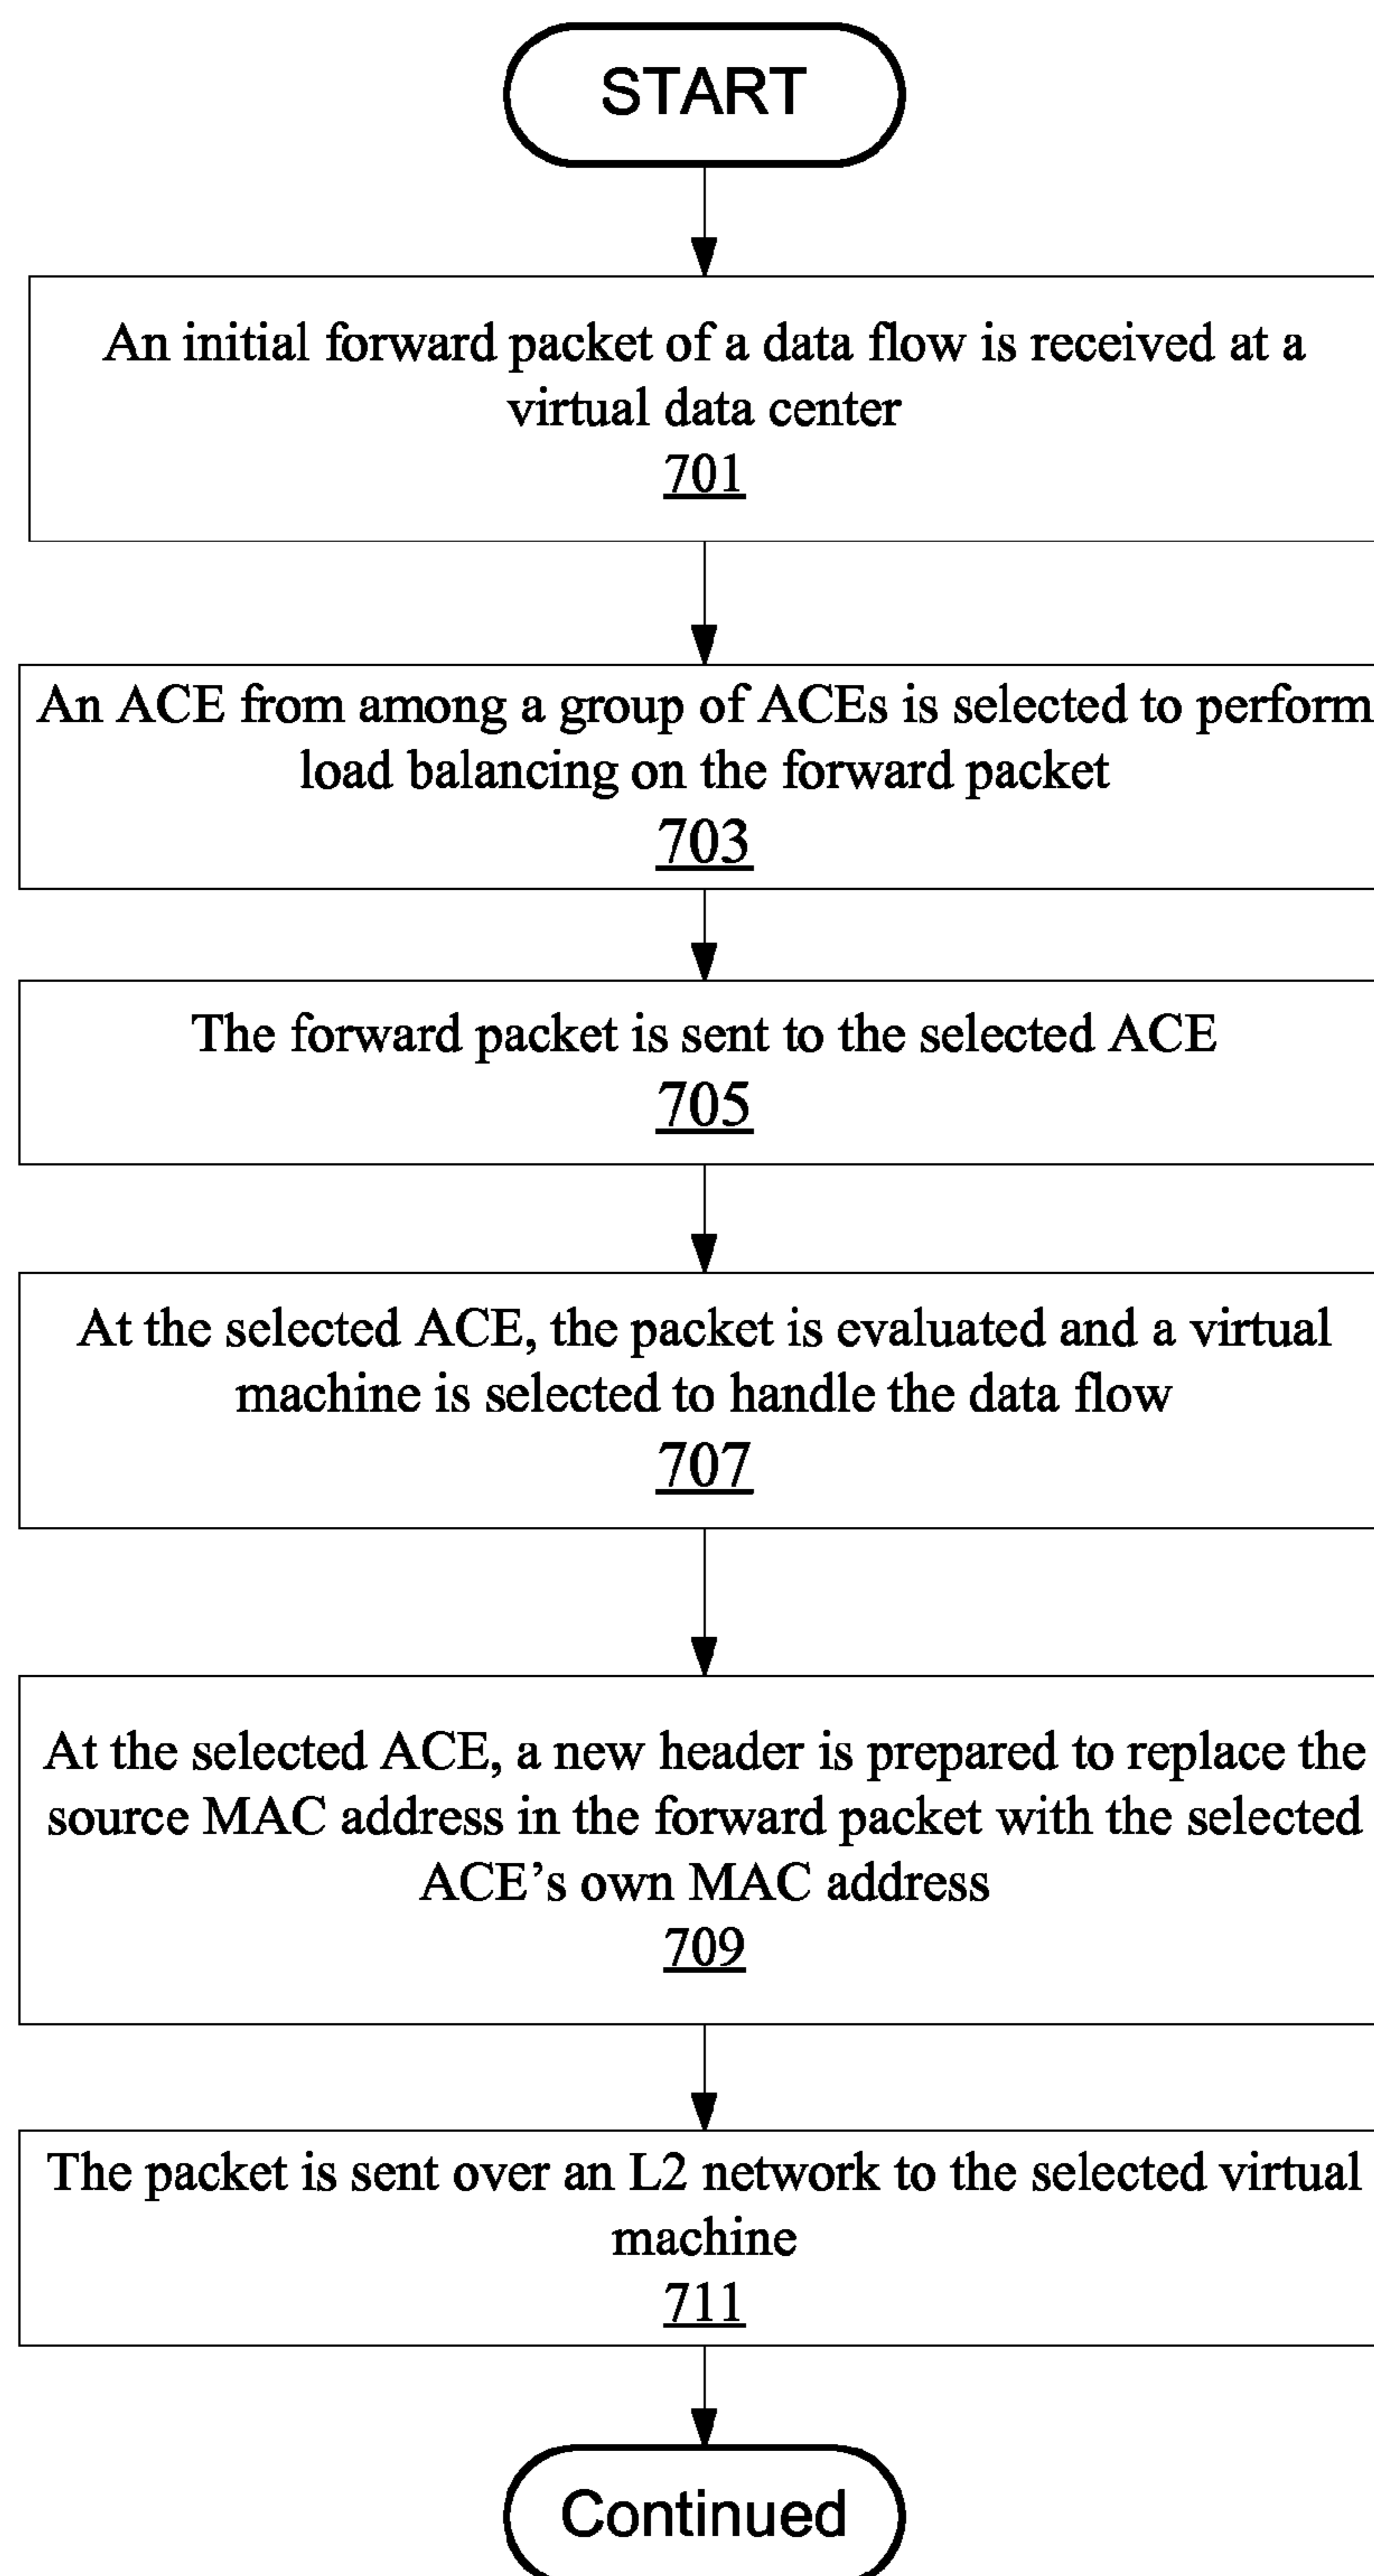 START
An initial forward packet of a data flow is received at a
virtual data center
701
An ACE from among a group of ACEs is selected to perform
load balancing on the forward packet
703
The forward packet is sent to the selected ACE
705
At the selected ACE, the packet is evaluated and a virtual
machine is selected to handle the data flow
707
At the selected ACE, a new header is prepared to replace the
source MAC address in the forward packet with the selected
ACE’s own MAC address
709
The packet is sent over an L2 network to the selected virtual
machine
711
Continued